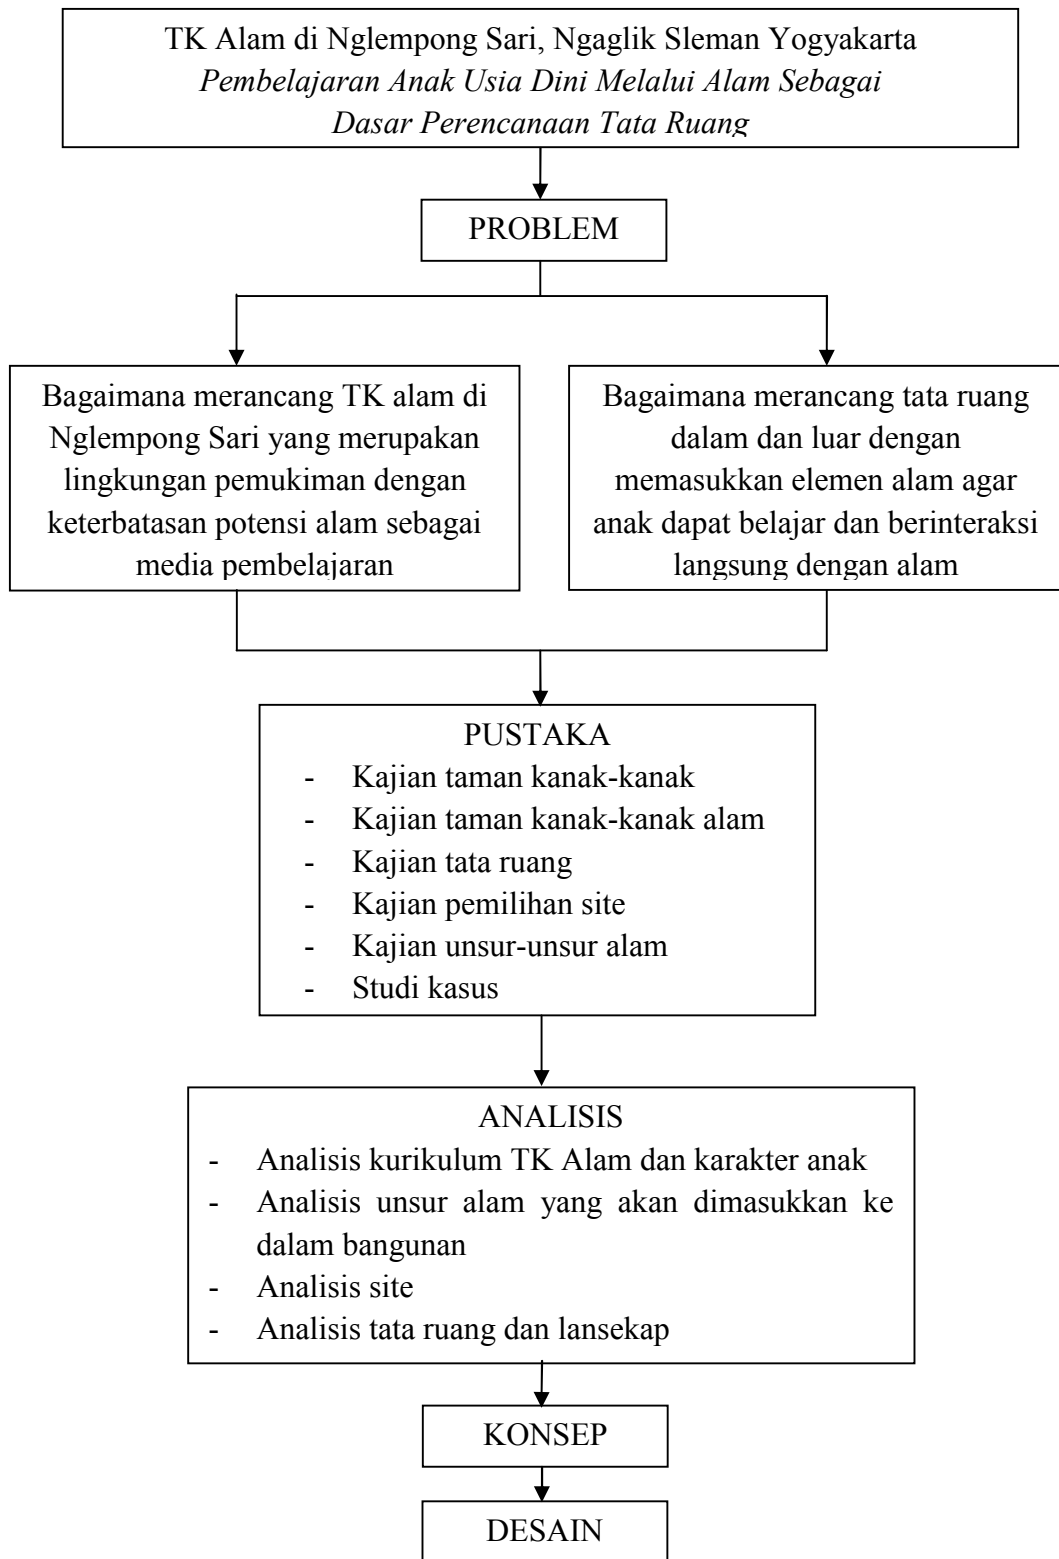 TK Alam di Nglempong Sari, Ngaglik Sleman Yogyakarta
Pembelajaran Anak Usia Dini Melalui Alam Sebagai
Dasar Perencanaan Tata Ruang
PROBLEM
Bagaimana merancang TK alam di
Nglempong Sari yang merupakan
lingkungan pemukiman dengan
keterbatasan potensi alam sebagai
media pembelajaran
Bagaimana merancang tata ruang
dalam dan luar dengan
memasukkan elemen alam agar
anak dapat belajar dan berinteraksi
langsung dengan alam
PUSTAKA
- Kajian taman kanak-kanak
- Kajian taman kanak-kanak alam
- Kajian tata ruang
- Kajian pemilihan site
- Kajian unsur-unsur alam
- Studi kasus
ANALISIS
- Analisis kurikulum TK Alam dan karakter anak
- Analisis unsur alam yang akan dimasukkan ke
dalam bangunan
- Analisis site
- Analisis tata ruang dan lansekap
KONSEP
DESAIN